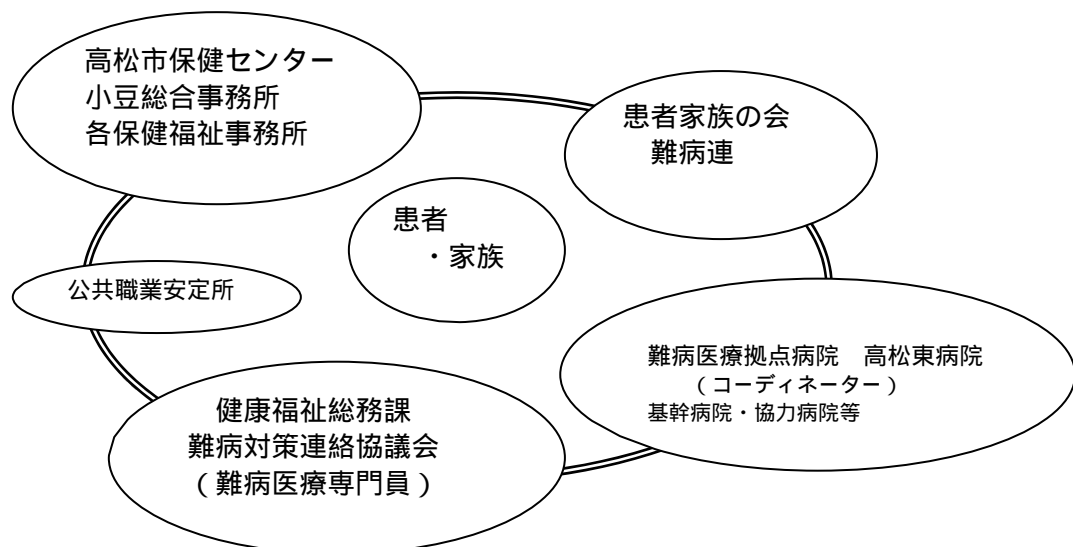 高松市保健センター
小豆総合事務所
各保健福祉事務所
患者家族の会
難病連
患者
・家族
公共職業安定所
難病医療拠点病院　高松東病院
（コーディネーター）
基幹病院・協力病院等
健康福祉総務課
難病対策連絡協議会
（難病医療専門員）